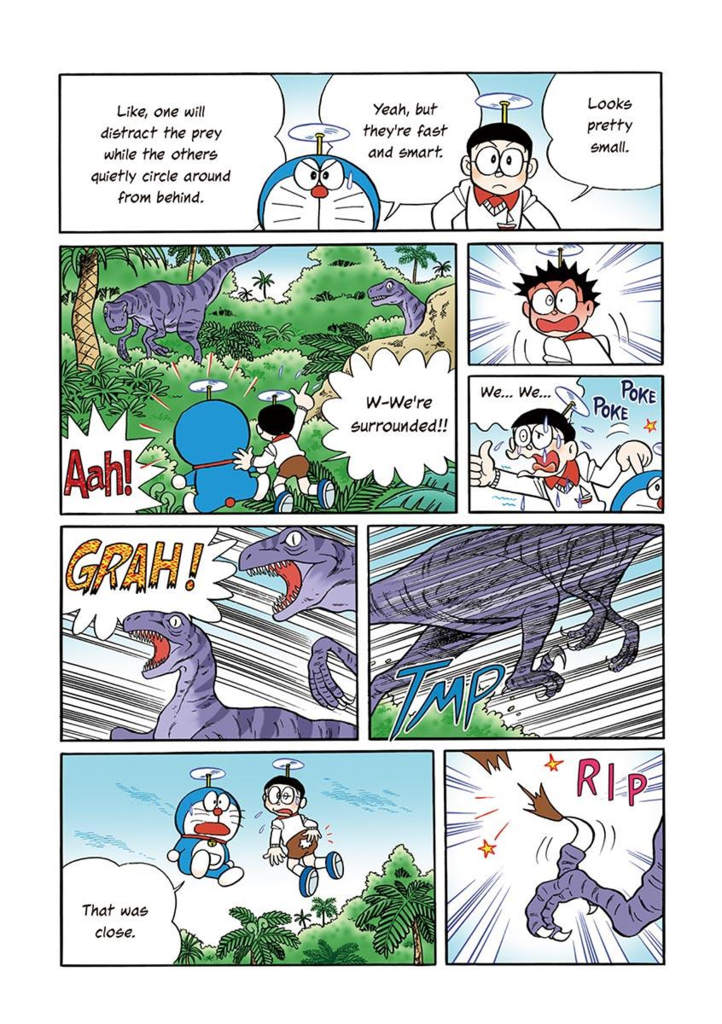 Looks
pretty
small.
Yeah, but
they're fast
and smart.
Like, one will
distract the prey
while the others
quietly circle around
from behind.
POKE
POKE
We... We...
W-We're
surrounded!!
Aah!
TMP
GRAH!
RIP
That was
close.